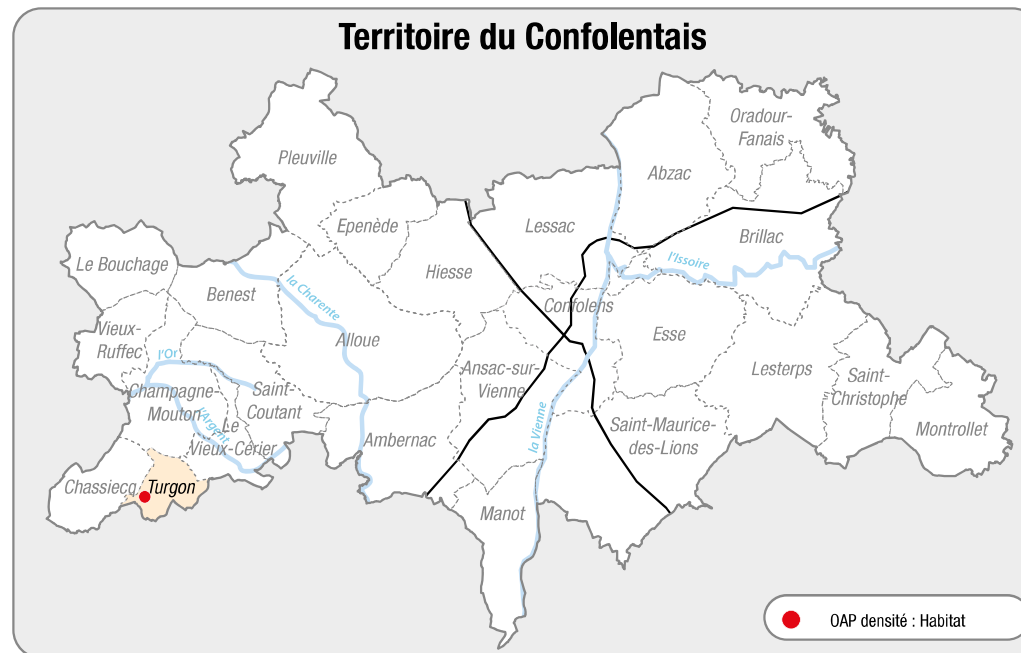 Territoire du Confolentais
Oradour-
Fanais
Pleuville
Abzac
Epenède
Lessac
Brillac
Le Bouchage
l'Issoire
Hiesse
Benest
la Charente
Confolens
Vieux-
Ruffec
Alloue
Esse
l'Or
Ansac-sur-
Vienne
Lesterps
Saint-
Christophe
Champagne-
Mouton
Saint-
Coutant
l'Argent
Le
Vieux-Cérier
Ambernac
la Vienne
Saint-Maurice-
des-Lions
Montrollet
Chassiecq
Turgon
Manot
OAP densité : Habitat